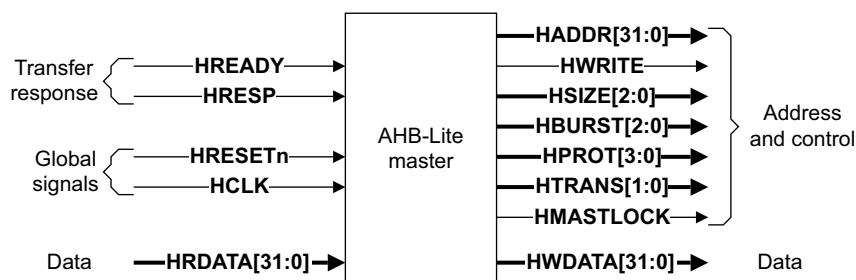 Transfer
response
HREADY
HRESP
Global
signals
HRESETn
HCLK
Data
HRDATA[31:0]
AHB-Lite
master
HADDR[31:0]
HWRITE
HSIZE[2:0]
HBURST[2:0]
HPROT[3:0]
HTRANS[1:0]
HMASTLOCK
Address
and control
HWDATA[31:0]
Data